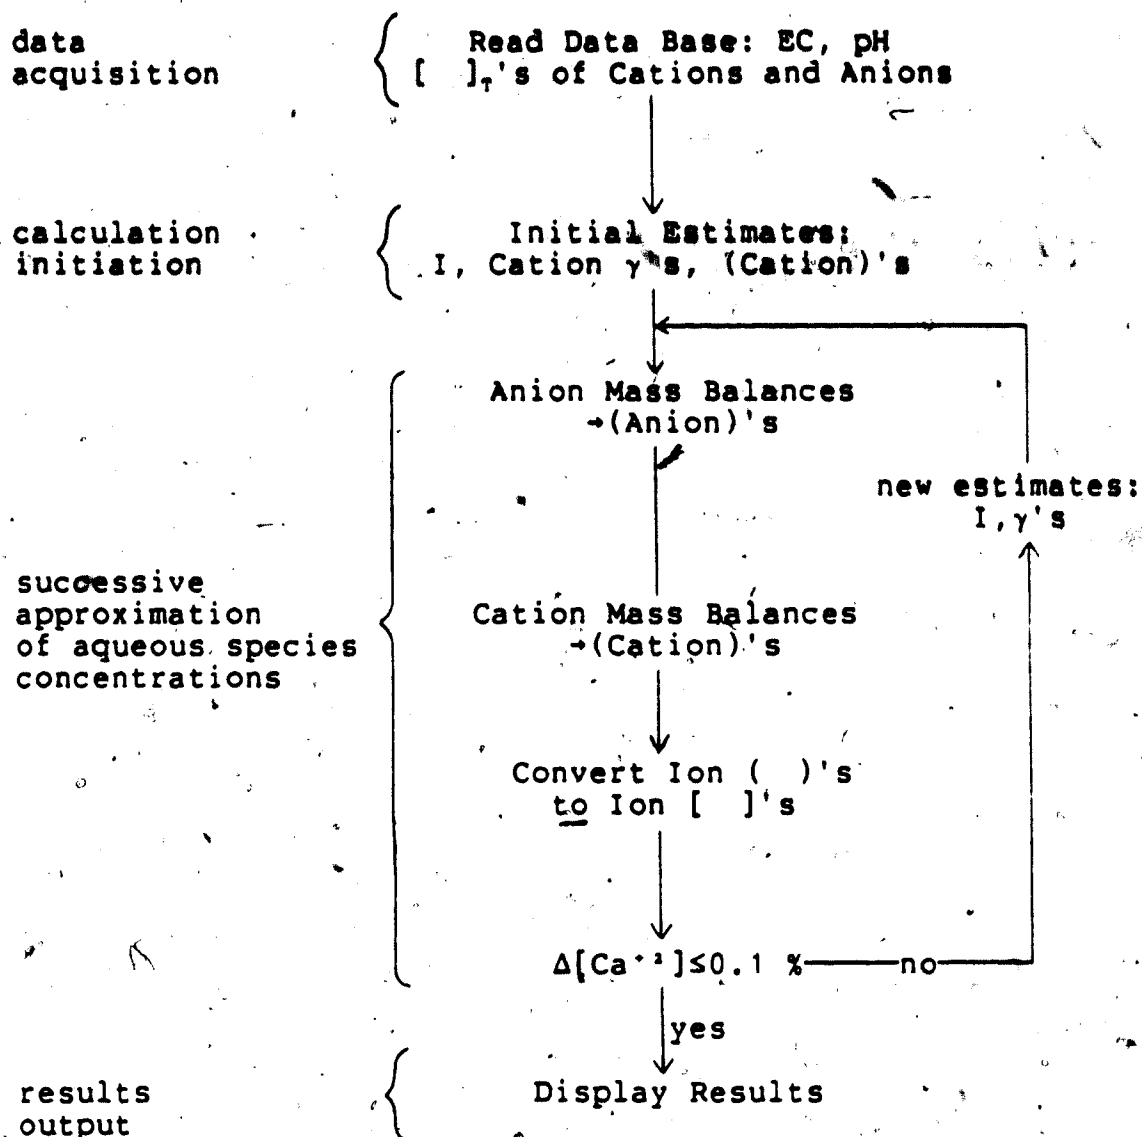 data
acquisition
Read Data Base: EC, pH
[ ]T's of Cations and Anions
calculation
initiation
Initial Estimates:
I, Cation γ's, (Cation)'s
Anion Mass Balances
→(Anion)'s
new estimates:
I,γ's
successive
approximation
of aqueous species
concentrations
Cation Mass Balances
→(Cation)'s
Convert Ion ( )'s
to Ion [ ]'s
Δ[Ca+2]≤0.1 % no
yes
results
output
Display Results